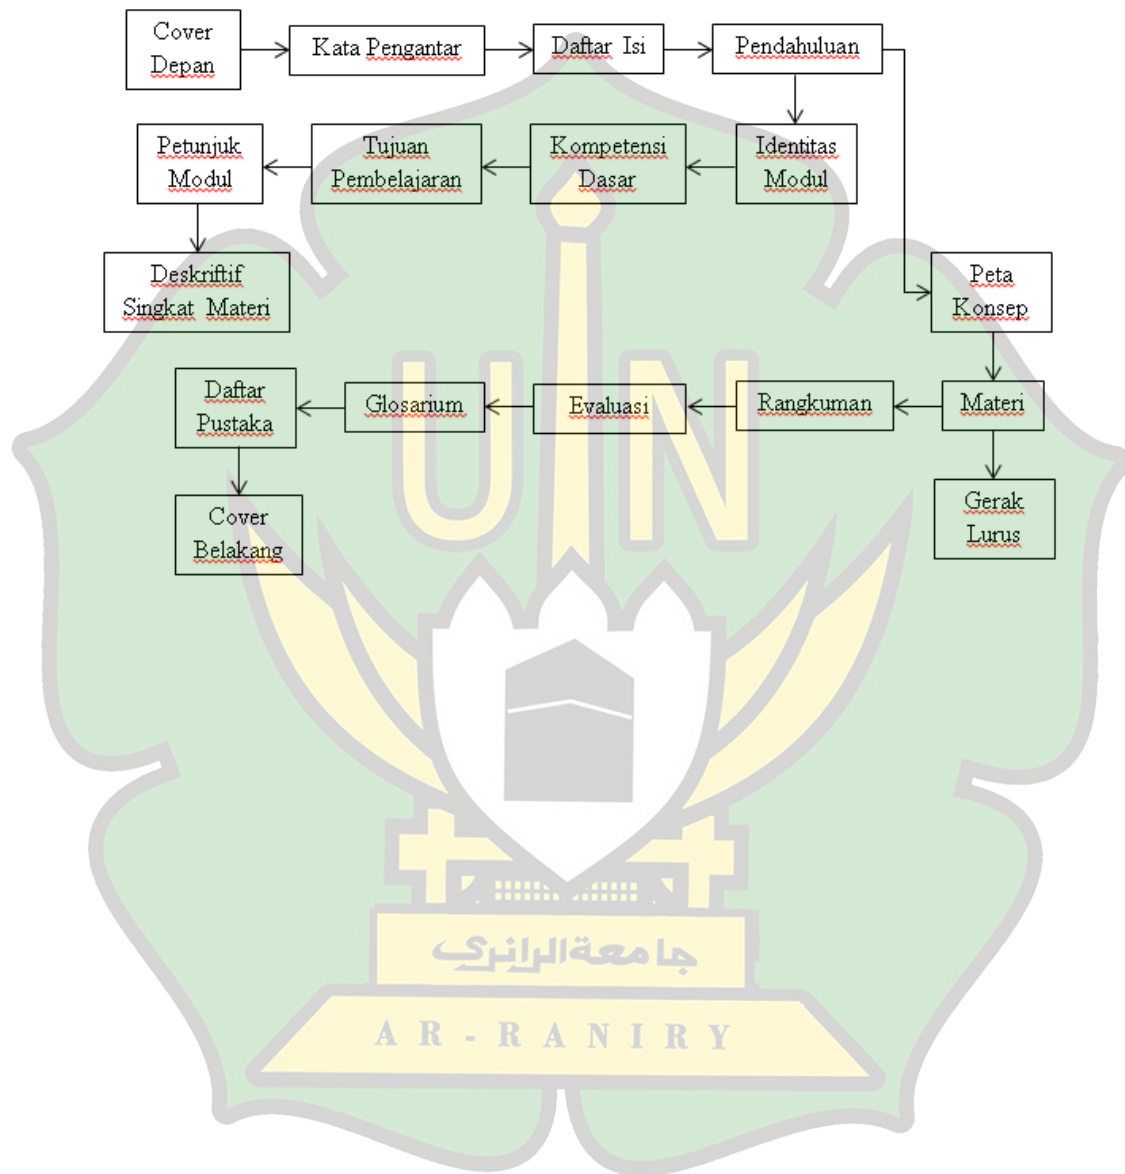 Cover
Depan
Kata Pengantar
Daftar Isi
Pendahuluan
Petunjuk
Modul
Tujuan
Pembelajaran
Kompetensi
Dasar
Identitas
Modul
Deskriftif
Singkat Materi
Peta
Konsep
Daftar
Pustaka
Glosarium
Evaluasi
Rangkuman
Materi
Cover
Belakang
Gerak
Lurus
UIN
جامعة الرانري
AR-RANIRY